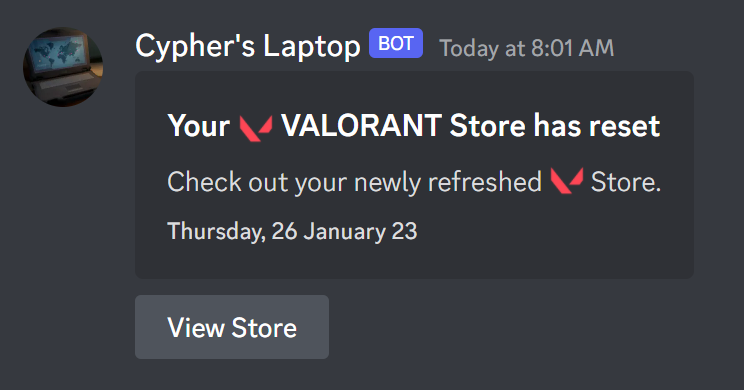 Cypher's Laptop BOT Today at 8:01 AM
Your VALORANT Store has reset
Check out your newly refreshed Store.
Thursday, 26 January 23
View Store